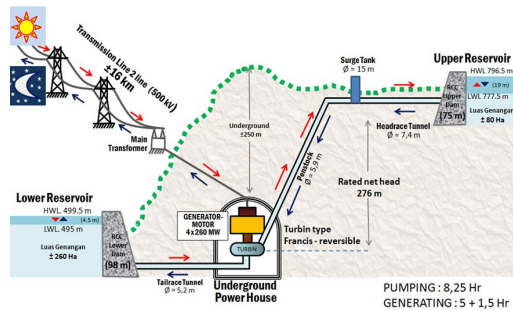 Transmission Line 2 line (500 kv)
±16 km
Surge Tank
Ø = 15 m
Upper Reservoir
HWL 796.5 m
(19 m)
LWL 777.5 m
RCC
Upper
Dam
(75 m)
Luas Genangan
± 80 Ha
Main
Transformer
Underground
±250 m
Headrace Tunnel
Ø = 7,4 m
Penstock
Ø = 5,9 m
Rated net head
276 m
Lower Reservoir
HWL 499.5 m
(4.5 m)
LWL 495 m
Luas Genangan
± 260 Ha
RCC
Lower
Dam
(98 m)
GENERATOR-
MOTOR
4 x 260 MW
TURBIN
Turbin type
Francis - reversible
Tailrace Tunnel
Ø = 5,2 m
Underground
Power House
PUMPING : 8,25 Hr
GENERATING : 5 + 1,5 Hr